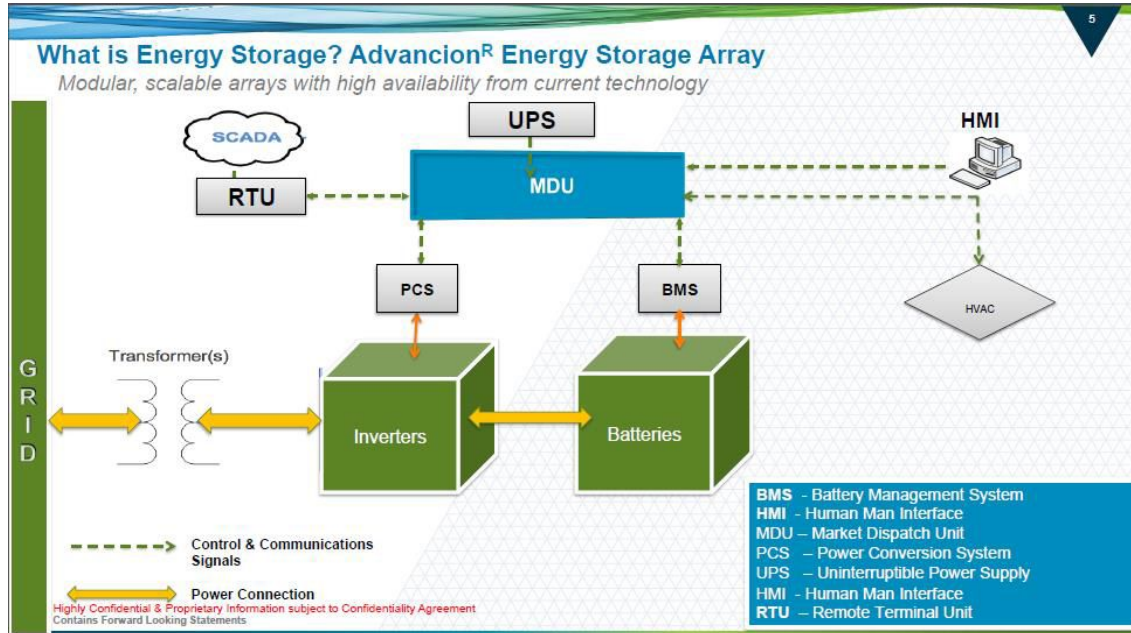 5
What is Energy Storage? Advancionᴿ Energy Storage Array
Modular, scalable arrays with high availability from current technology
SCADA
UPS
HMI
RTU
MDU
PCS
BMS
HVAC
GRID
Transformer(s)
Inverters
Batteries
Control & Communications
Signals
Power Connection
Highly Confidential & Proprietary Information subject to Confidentiality Agreement
Contains Forward Looking Statements
BMS - Battery Management System
HMI - Human Man Interface
MDU – Market Dispatch Unit
PCS – Power Conversion System
UPS – Uninterruptible Power Supply
HMI - Human Man Interface
RTU – Remote Terminal Unit